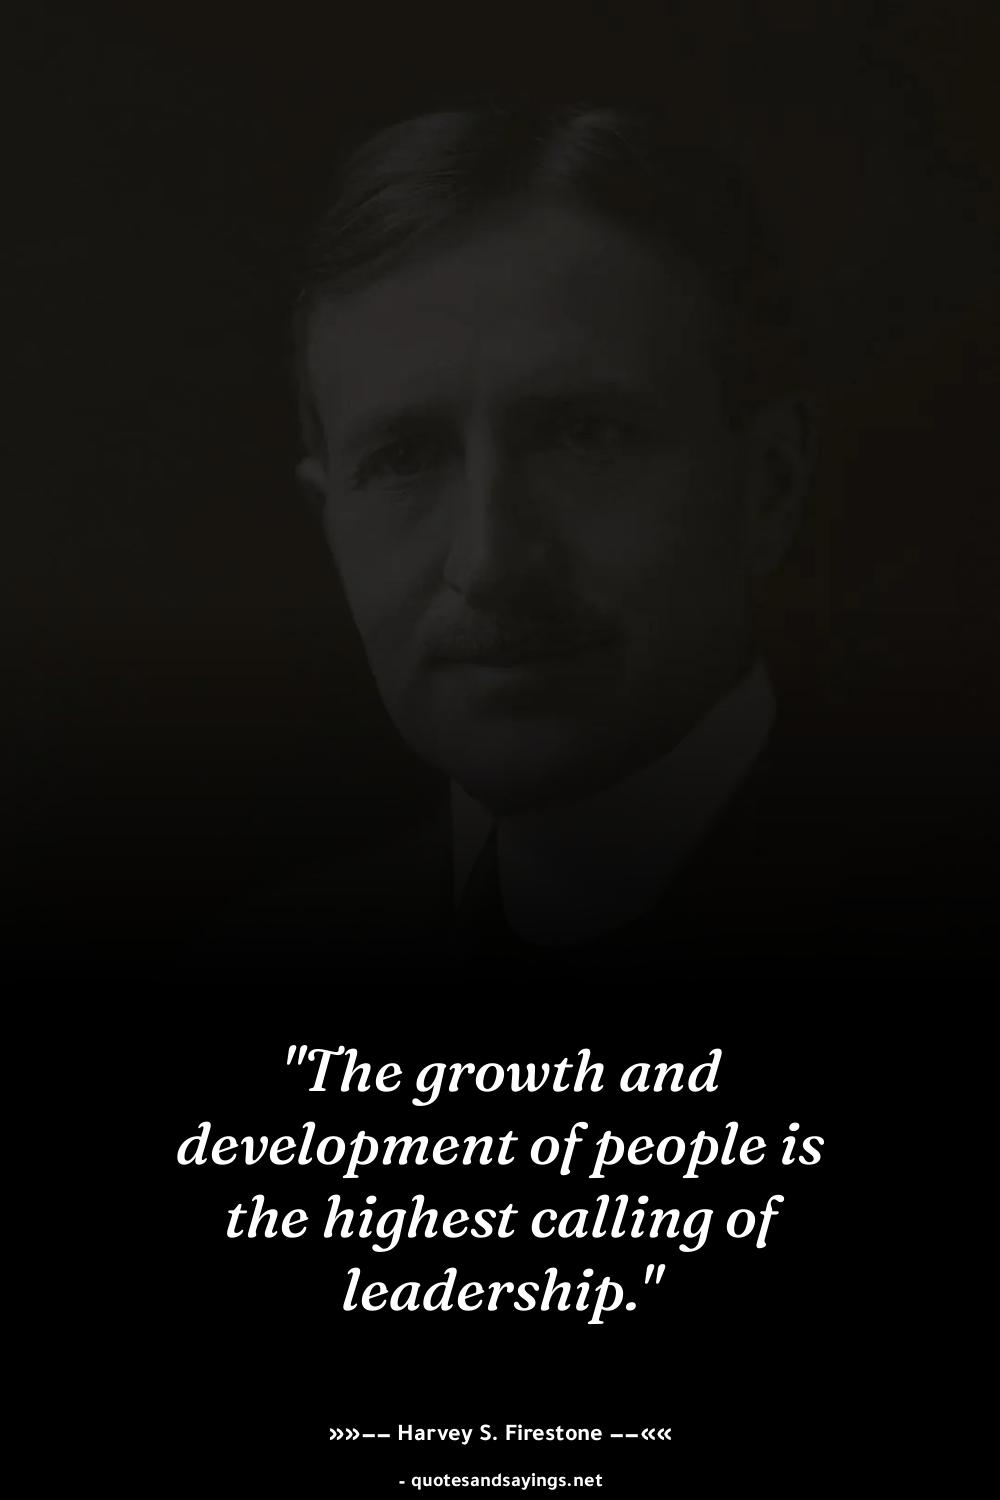 "The growth and
development of people is
the highest calling of
leadership."
»»–– Harvey S. Firestone ––««
- quotesandsayings.net